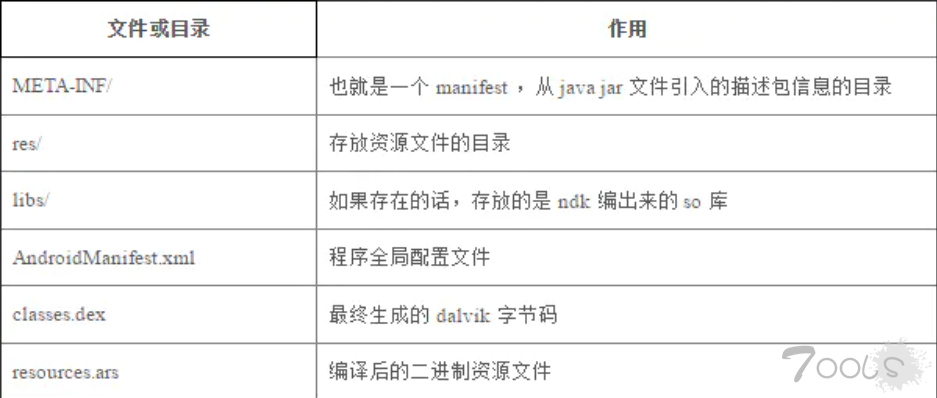 文件或目录 作用
META-INF/ 也就是一个 manifest ，从 java jar 文件引入的描述包信息的目录
res/ 存放资源文件的目录
libs/ 如果存在的话，存放的是 ndk 编出来的 so 库
AndroidManifest.xml 程序全局配置文件
classes.dex 最终生成的 dalvik 字节码
resources.ars 编译后的二进制资源文件
7OOLS